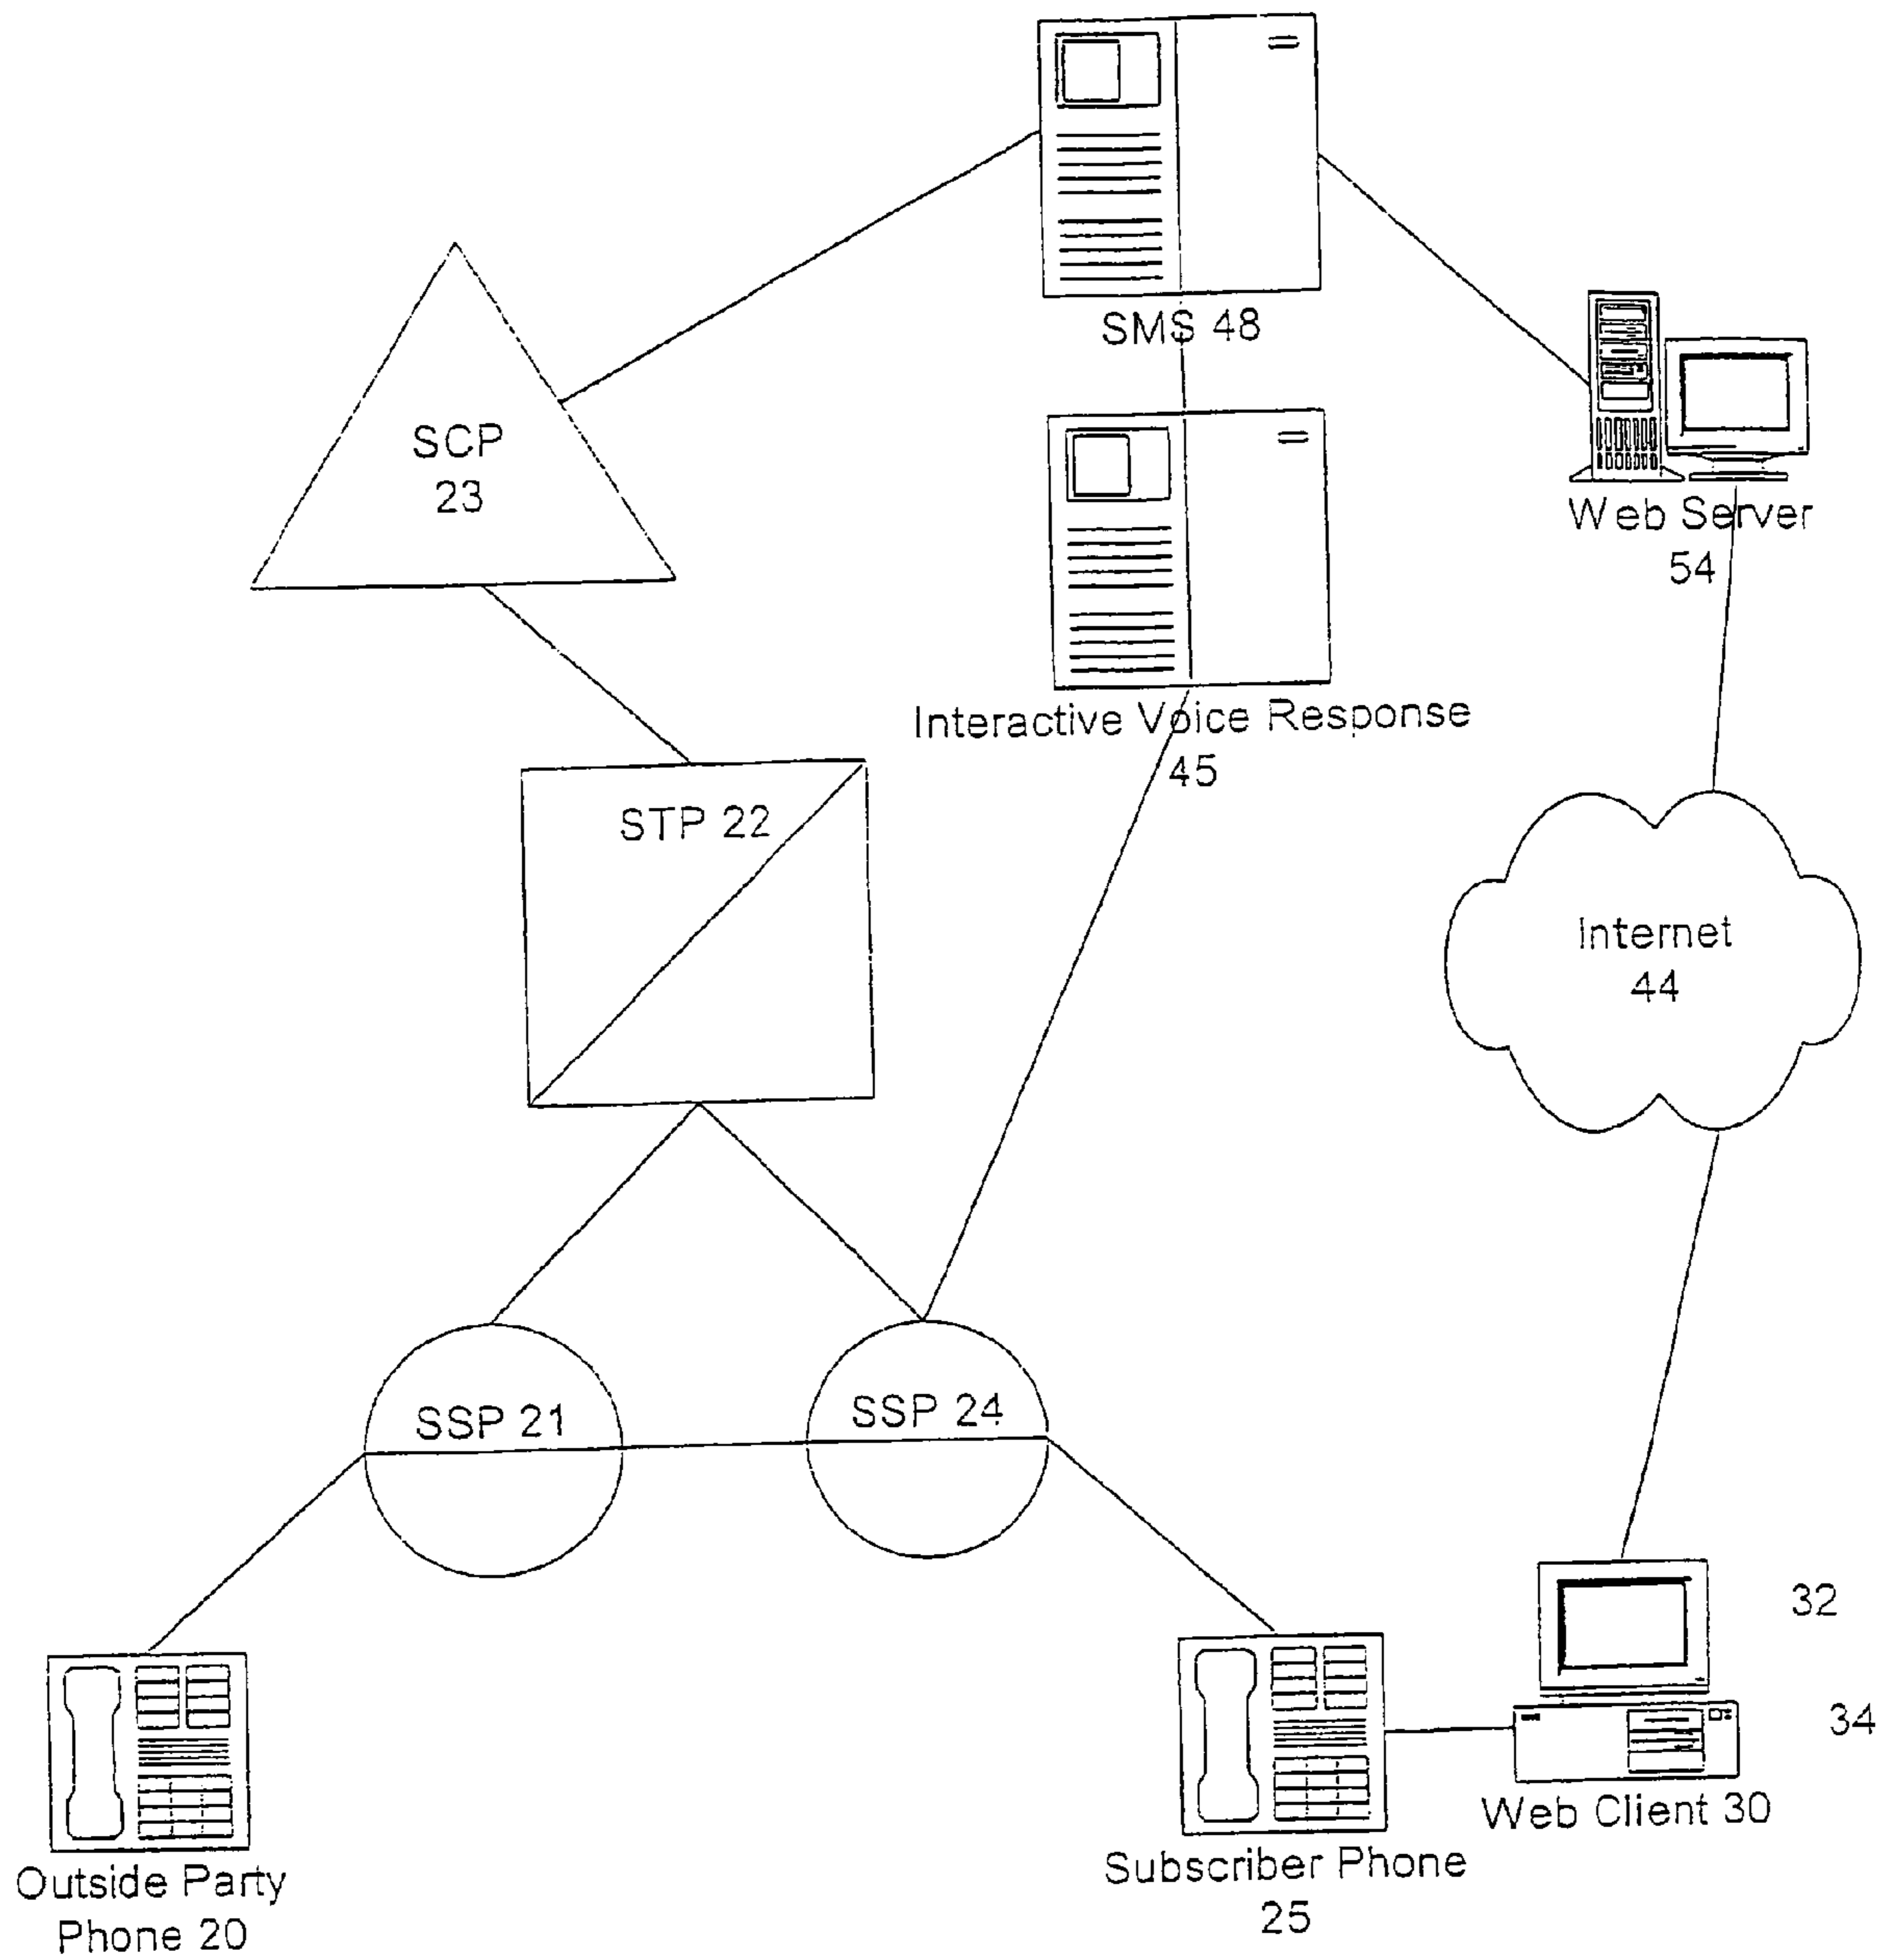 SMS 48
SCP
23
Web Server
54
Interactive Voice Response
45
STP 22
Internet
44
SSP 21
SSP 24
32
34
Web Client 30
Subscriber Phone
25
Outside Party
Phone 20